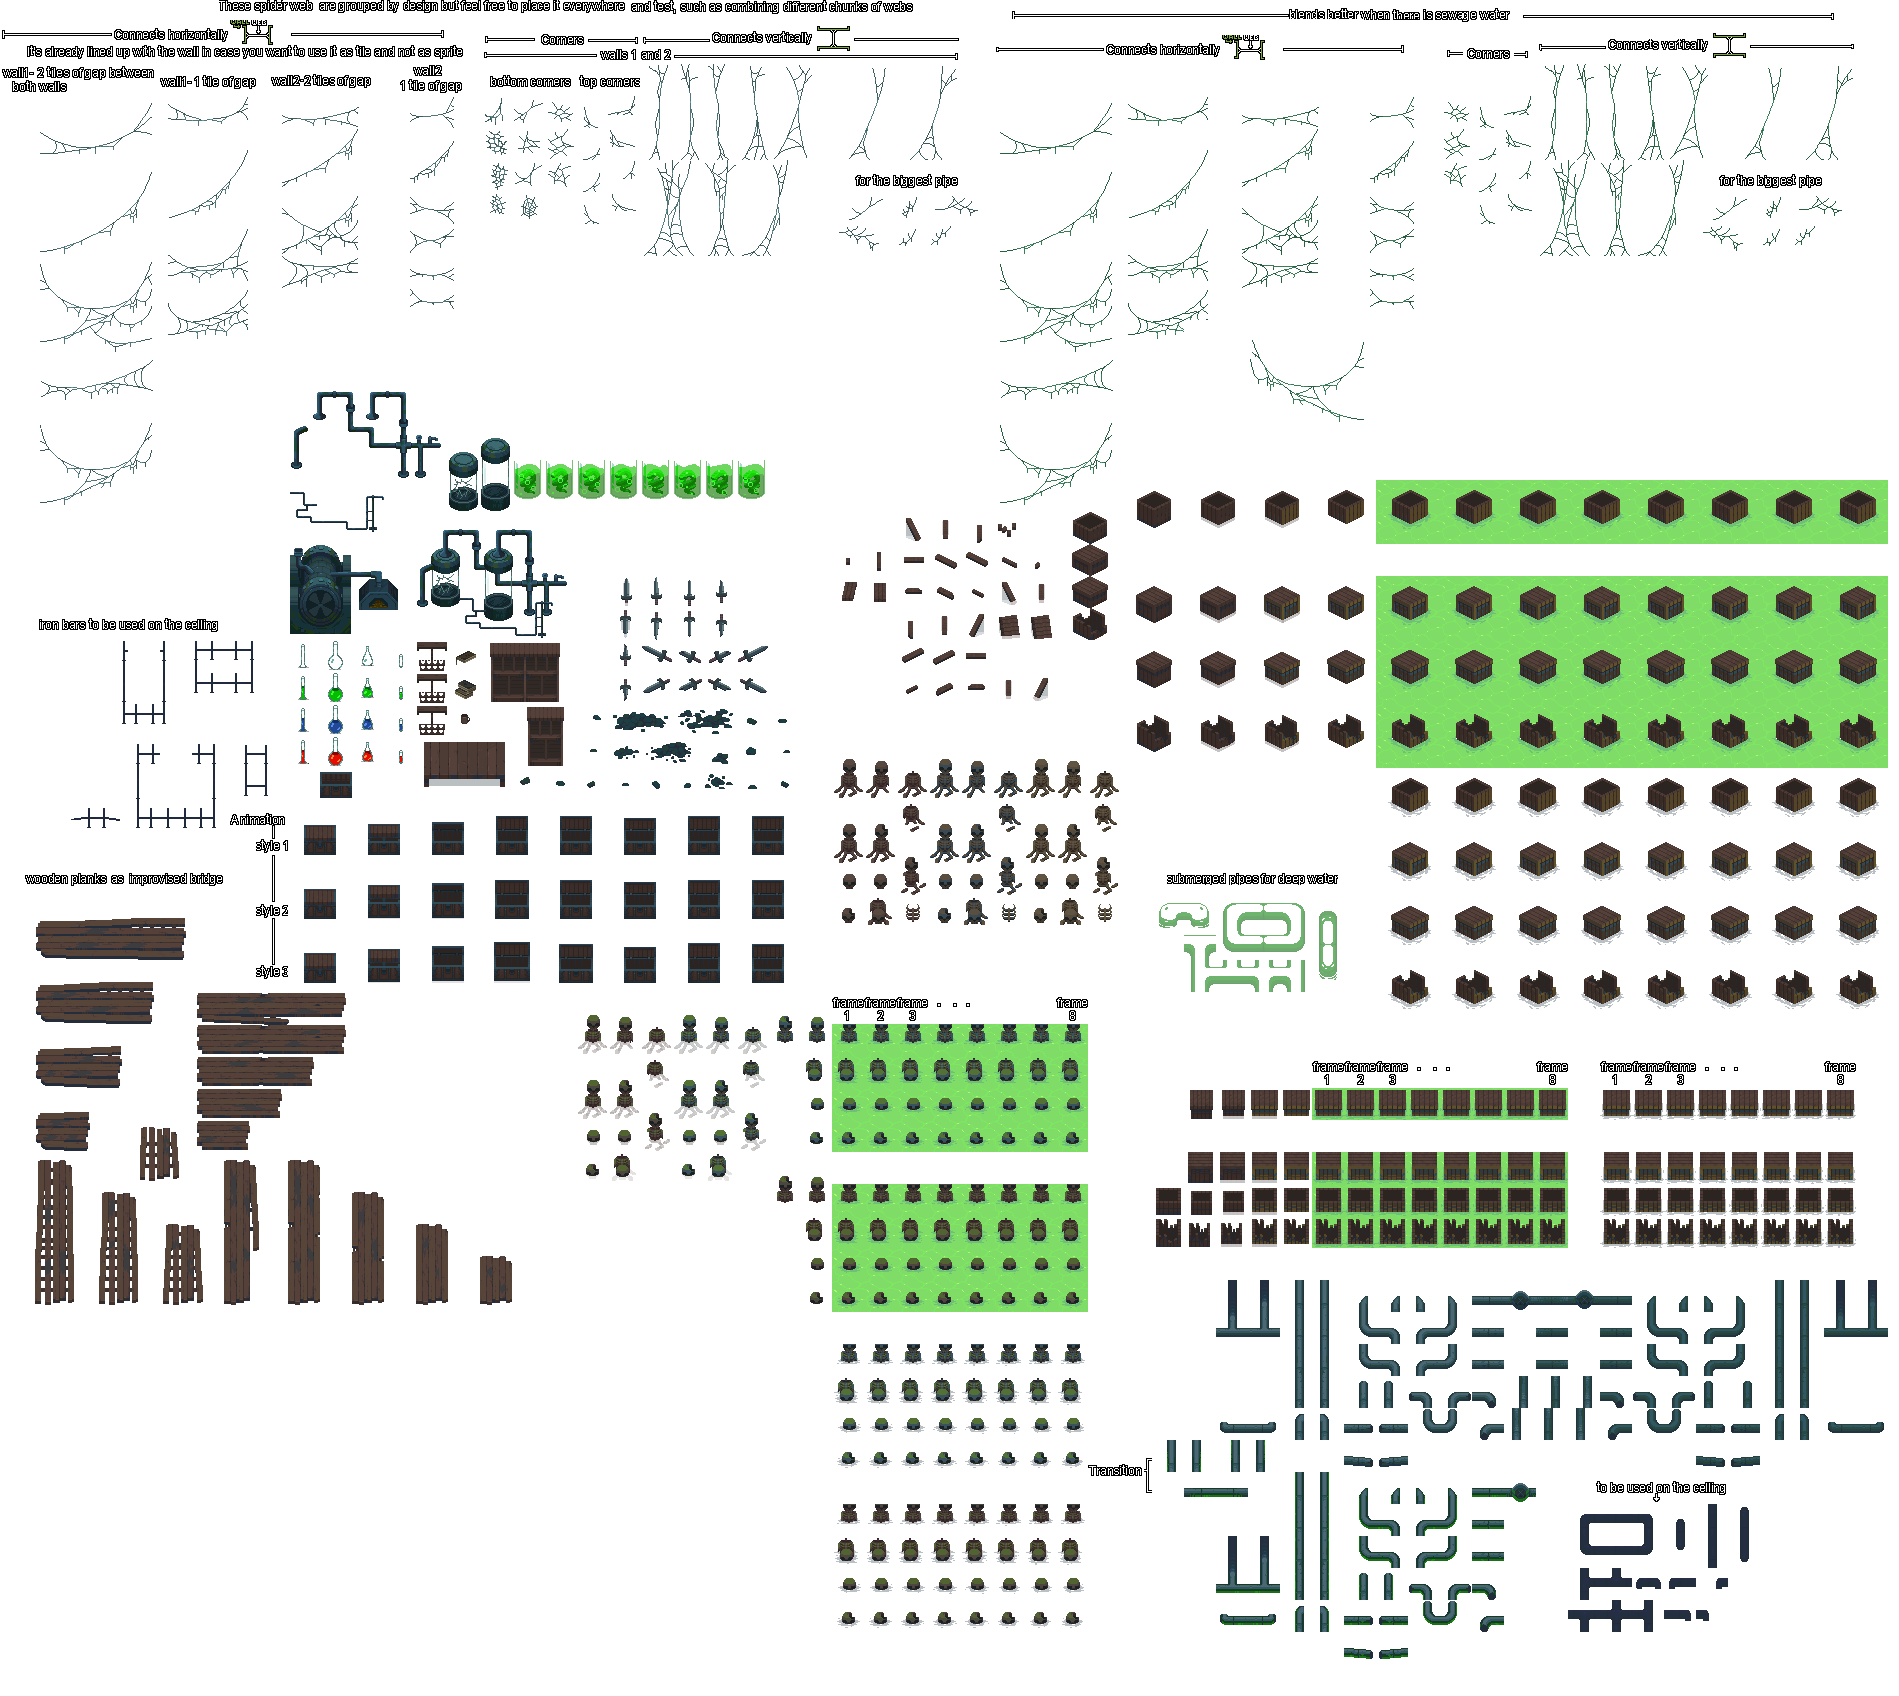 These spider web are grouped by design but feel free to place it everywhere and test, such as combining different chunks of webs
Connects horizontally
It's already lined up with the wall in case you want to use it as tile and not as sprite
wall1- 2 tiles of gap between
both walls
wall1- 1 tile of gap
wall2-2 tiles of gap
wall2
1 tile of gap
Corners
Connects vertically
walls 1 and 2
bottom corners
top corners
for the biggest pipe
blends better when there is sewage water
Connects horizontally
Corners
Connects vertically
for the biggest pipe
iron bars to be used on the ceiling
Animation
style 1
style 2
style 3
wooden planks as improvised bridge
submerged pipes for deep water
frame frame frame . . . frame
1 2 3 8
frame frame frame . . . frame
1 2 3 8
frame frame frame . . . frame
1 2 3 8
Transition
to be used on the ceiling